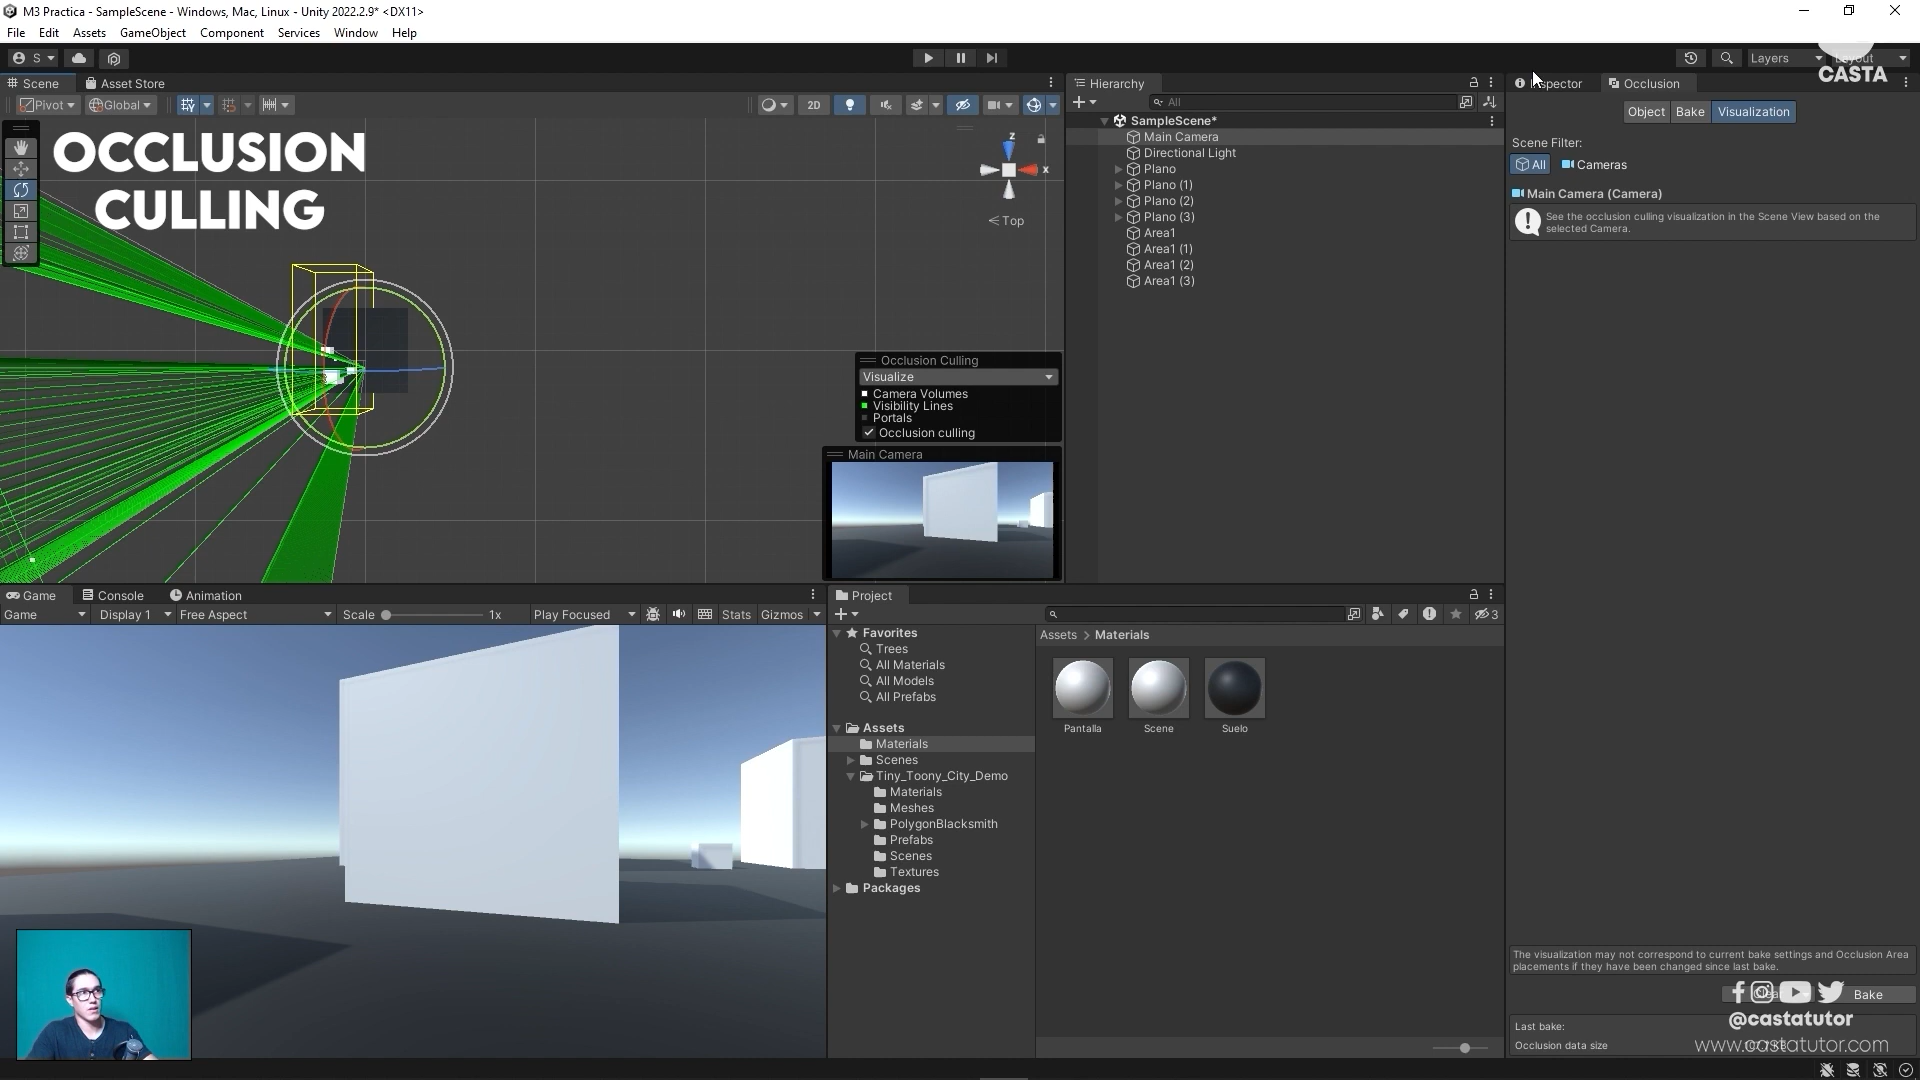 M3 Practica - SampleScene - Windows, Mac, Linux - Unity 2022.2.9* <DX11>
File Edit Assets GameObject Component Services Window Help
S
Layers
CASTA
Scene Asset Store
Hierarchy
Occlusion
Pivot Global 2D
All
Object Bake Visualization
OCCLUSION
CULLING
z
x
Top
SampleScene*
Main Camera
Directional Light
Plano
Plano (1)
Plano (2)
Plano (3)
Area1
Area1 (1)
Area1 (2)
Area1 (3)
Scene Filter:
All Cameras
Main Camera (Camera)
See the occlusion culling visualization in the Scene View based on the
selected Camera.
Occlusion Culling
Visualize
Camera Volumes
Visibility Lines
Portals
Occlusion culling
Main Camera
Game Console Animation
Game Display 1 Free Aspect Scale 1x Play Focused Stats Gizmos
Project
3
Favorites
Trees
All Materials
All Models
All Prefabs
Assets
Materials
Scenes
Tiny_Toony_City_Demo
Materials
Meshes
PolygonBlacksmith
Prefabs
Scenes
Textures
Packages
Assets > Materials
Pantalla Scene Suelo
The visualization may not correspond to current bake settings and Occlusion Area
placements if they have been changed since last bake.
Bake
@castatutor
Last bake:
Occlusion data size
www.castatutor.com